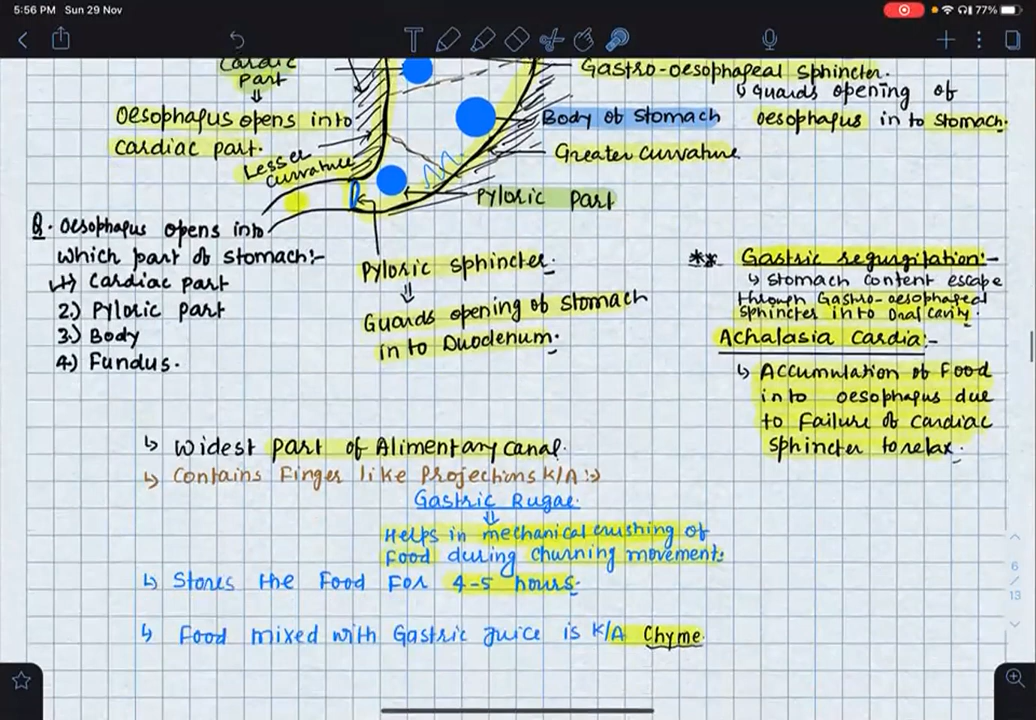 5:56 PM Sun 29 Nov
77%
Cardic
part
⇓
Oesophagus opens into
cardiac part.
Lesser
curvature
Gastro-oesophageal sphincter.
↳ guards opening of
oesophagus in to stomach.
Body of Stomach
Greater curvature
Pyloric part
Q. Oesophagus opens into
which part of stomach:-
1) Cardiac part
2.) Pyloric part
3.) Body
4) Fundus.
Pyloric sphincter.
⇓
Guards opening of stomach
in to Duodenum.
** Gastric regurgitation:-
↳ Stomach content escape
through Gastro-oesophageal
sphincter into oral cavity.
Achalasia Cardia:-
↳ Accumulation of Food
into oesophagus due
to Failure of cardiac
sphincter to relax.
↳ Widest part of Alimentary canal.
↳ Contains Finger like Projections K/A :->
Gastric Rugae.
⇓
Helps in mechanical crushing of
Food during churning movement.
↳ Stores the Food For 4-5 hours.
↳ Food mixed with Gastric juice is K/A Chyme.
6
/
13